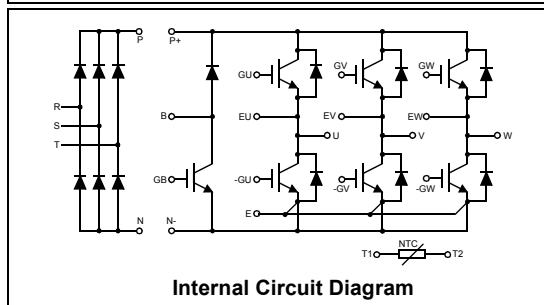 P P+
GU GV GW
R B EU EV EW
S
T U V W
GB -GU -GV -GW
N N- E
NTC
T1 T2
Internal Circuit Diagram